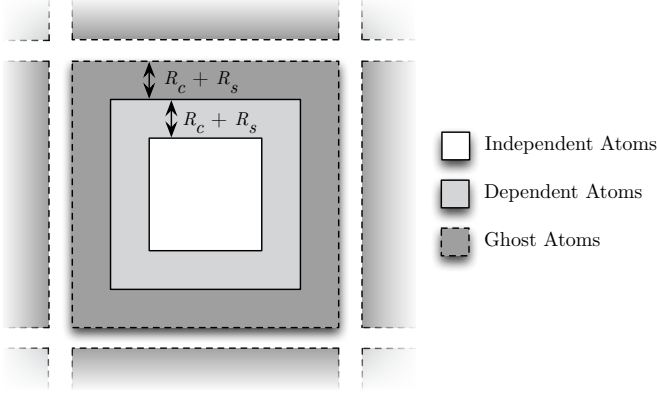 R_c + R_s
R_c + R_s
Independent Atoms
Dependent Atoms
Ghost Atoms